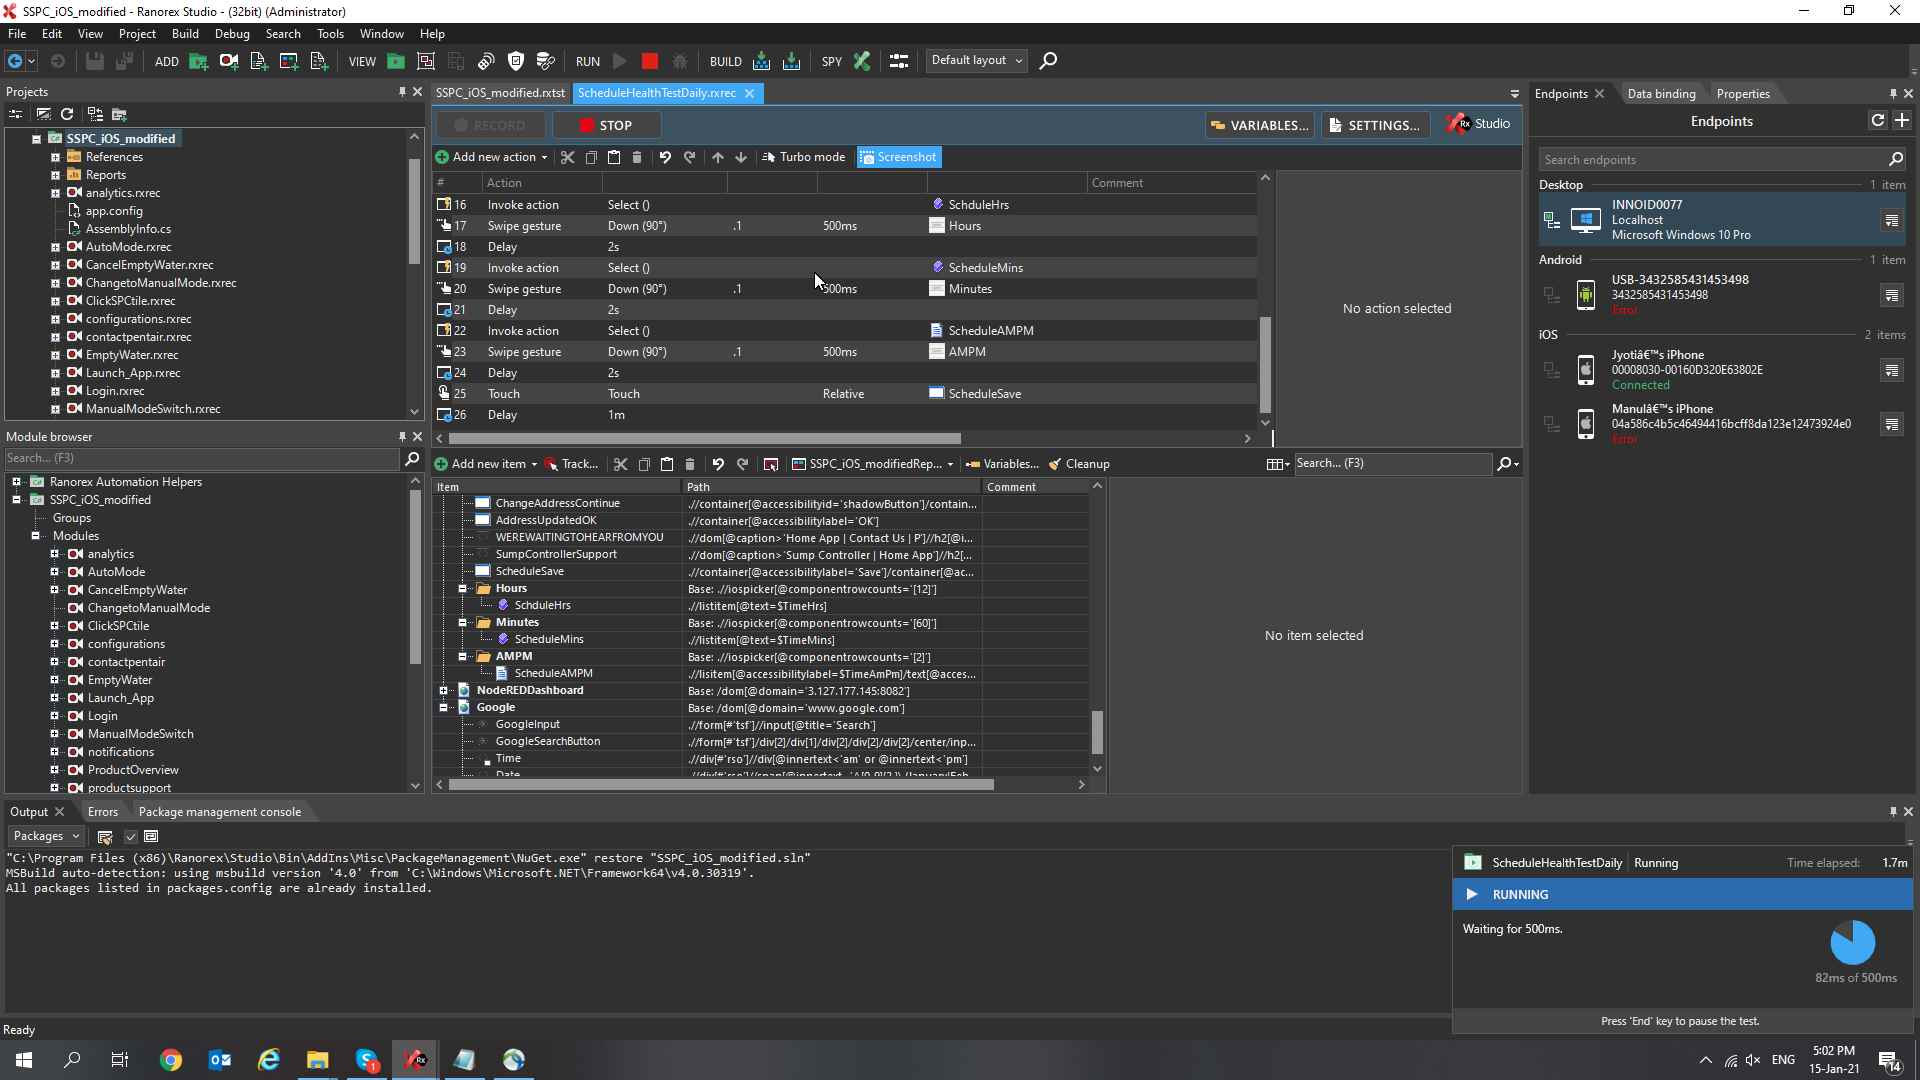 SSPC_iOS_modified - Ranorex Studio - (32bit) (Administrator)
File Edit View Project Build Debug Search Tools Window Help
ADD VIEW RUN BUILD SPY Default layout
Projects
SSPC_iOS_modified
References
Reports
analytics.rxrec
app.config
AssemblyInfo.cs
AutoMode.rxrec
CancelEmptyWater.rxrec
ChangetoManualMode.rxrec
ClickSPCtile.rxrec
configurations.rxrec
contactpentair.rxrec
EmptyWater.rxrec
Launch_App.rxrec
Login.rxrec
ManualModeSwitch.rxrec
Module browser
Search... (F3)
Ranorex Automation Helpers
SSPC_iOS_modified
Groups
Modules
analytics
AutoMode
CancelEmptyWater
ChangetoManualMode
ClickSPCtile
configurations
contactpentair
EmptyWater
Launch_App
Login
ManualModeSwitch
notifications
ProductOverview
productsupport
SSPC_iOS_modified.rxtst ScheduleHealthTestDaily.rxrec
RECORD STOP VARIABLES... SETTINGS... Rx Studio
Add new action Turbo mode Screenshot
# Action Comment
16 Invoke action Select () SchduleHrs
17 Swipe gesture Down (90°) .1 500ms Hours
18 Delay 2s
19 Invoke action Select () ScheduleMins
20 Swipe gesture Down (90°) .1 500ms Minutes
21 Delay 2s
22 Invoke action Select () ScheduleAMPM
23 Swipe gesture Down (90°) .1 500ms AMPM
24 Delay 2s
25 Touch Touch Relative ScheduleSave
26 Delay 1m
No action selected
Add new item Track... SSPC_iOS_modifiedRep... Variables... Cleanup Search... (F3)
Item Path Comment
ChangeAddressContinue .//container[@accessibilityid='shadowButton']/contain...
AddressUpdatedOK .//container[@accessibilitylabel='OK']
WEREWAITINGTOHEARFROMYOU .//dom[@caption>'Home App | Contact Us | P']//h2[@i...
SumpControllerSupport .//dom[@caption>'Sump Controller | Home App']//h2[...
ScheduleSave .//container[@accessibilitylabel='Save']/container[@ac...
Hours Base: .//iospicker[@componentrowcounts='[12]']
SchduleHrs .//listitem[@text=$TimeHrs]
Minutes Base: .//iospicker[@componentrowcounts='[60]']
ScheduleMins .//listitem[@text=$TimeMins]
AMPM Base: .//iospicker[@componentrowcounts='[2]']
ScheduleAMPM .//lisitem[@accessibilitylabel=$TimeAmPm]/text[@acces...
NodeREDDashboard Base: /dom[@domain='3.127.177.145:8082']
Google Base: /dom[@domain='www.google.com']
GoogleInput .//form[#'tsf']//input[@title='Search']
GoogleSearchButton .//form[#'tsf']/div[2]/div[1]/div[2]/div[2]/div[2]/center/inp...
Time .//div[#'rso']//div[@innertext<'am' or @innertext<'pm']
Date
No item selected
Endpoints Data binding Properties
Endpoints
Search endpoints
Desktop 1 item
INNOID0077
Localhost
Microsoft Windows 10 Pro
Android 1 item
USB-3432585431453498
3432585431453498
Error
iOS 2 items
Jyotiâ€™s iPhone
00008030-00160D320E63802E
Connected
Manulâ€™s iPhone
04a586c4b5c46494416bcff8da123e12473924e0
Error
Output Errors Package management console
Packages
"C:\Program Files (x86)\Ranorex\Studio\Bin\AddIns\Misc\PackageManagement\NuGet.exe" restore "SSPC_iOS_modified.sln"
MSBuild auto-detection: using msbuild version '4.0' from 'C:\Windows\Microsoft.NET\Framework64\v4.0.30319'.
All packages listed in packages.config are already installed.
ScheduleHealthTestDaily Running Time elapsed: 1.7m
RUNNING
Waiting for 500ms.
82ms of 500ms
Press 'End' key to pause the test.
Ready
ENG
5:02 PM
15-Jan-21
14